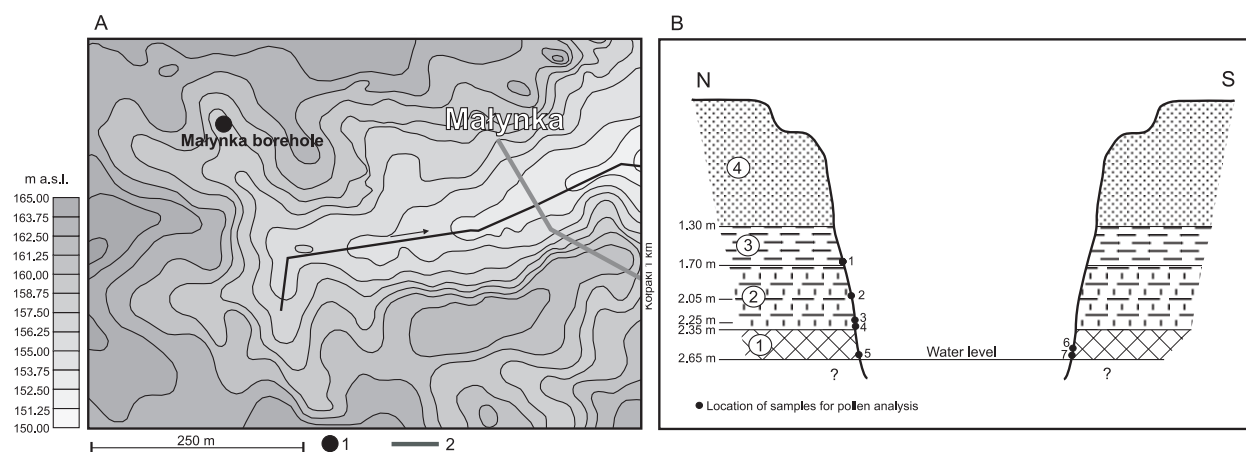 A
Małynka
Małynka borehole
m a.s.l.
165.00
163.75
162.50
161.25
160.00
158.75
157.50
156.25
155.00
153.75
152.50
151.25
150.00
Kolpaki 1 km
250 m
1
2
B
N
S
4
1.30 m
3
1
1.70 m
2
2
2.05 m
3
2.25 m
4
2.35 m
1
6
5
7
2.65 m
Water level
?
?
Location of samples for pollen analysis